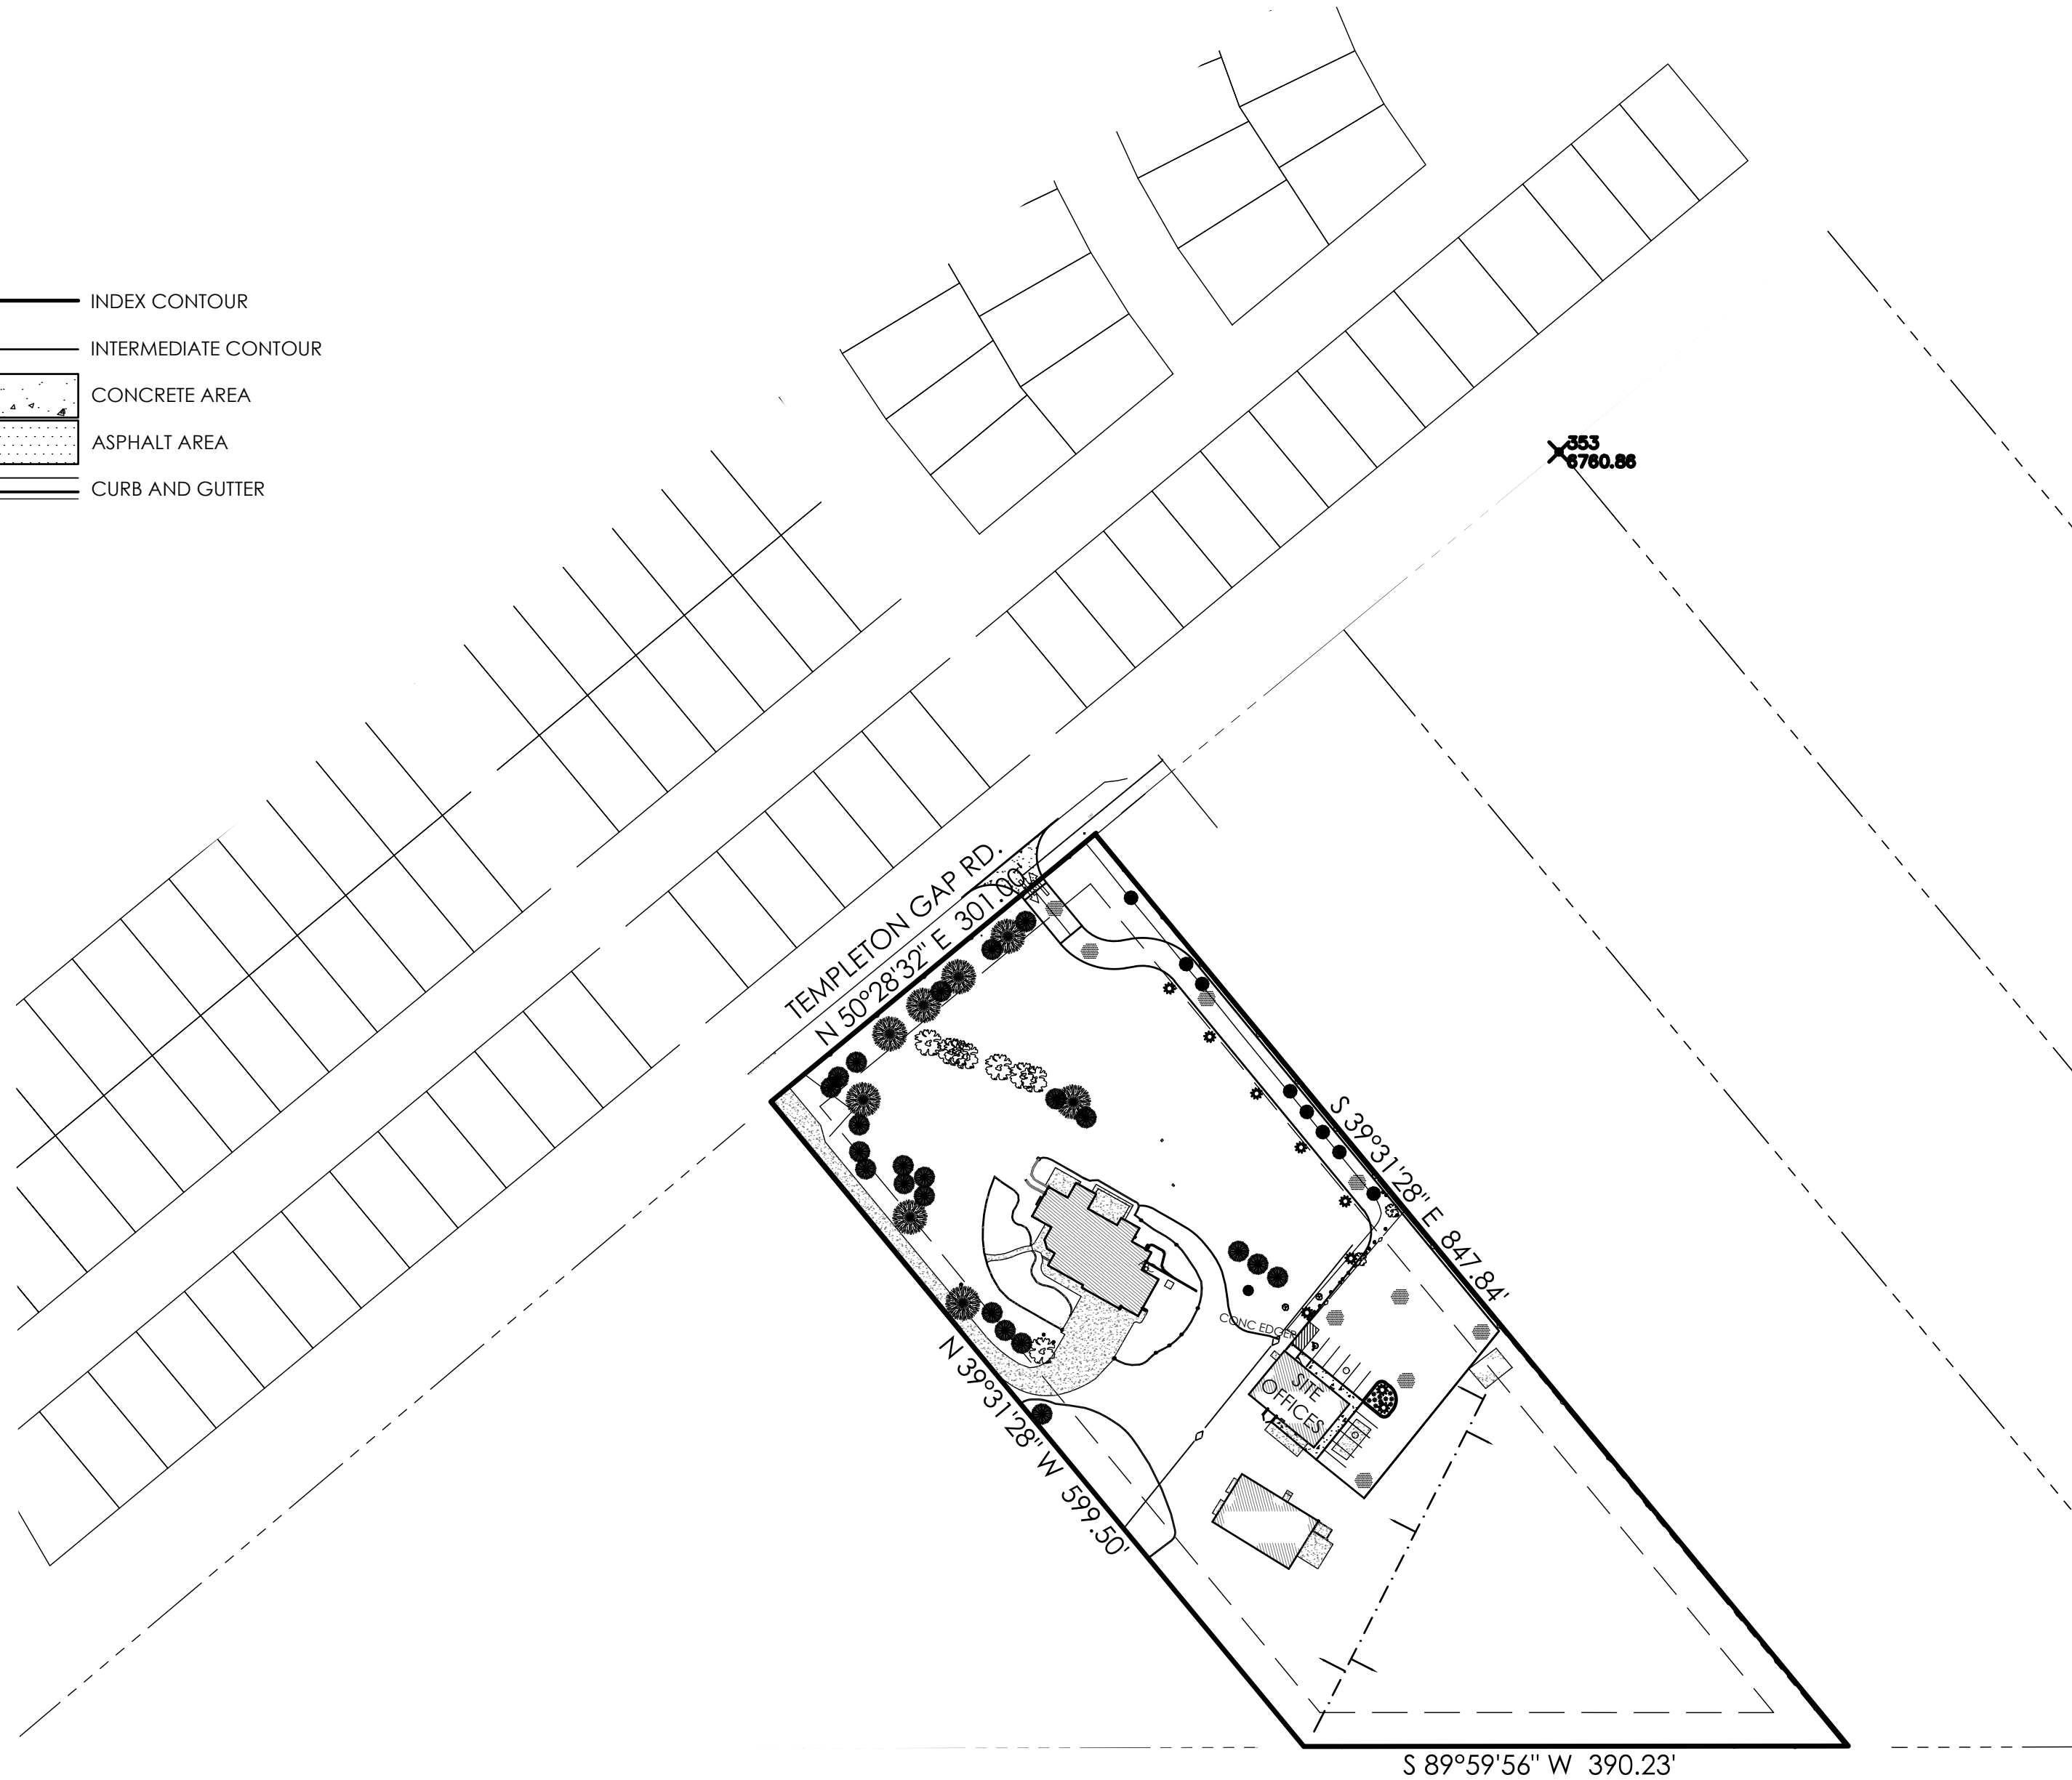 INDEX CONTOUR
INTERMEDIATE CONTOUR
CONCRETE AREA
ASPHALT AREA
CURB AND GUTTER
353
6760.86
TEMPLETON GAP RD.
N 50°28'32" E 301.00'
S 39°31'28" E 847.84'
CONC EDGER
SITE
OFFICES
N 39°31'28" W 599.50'
S 89°59'56" W 390.23'